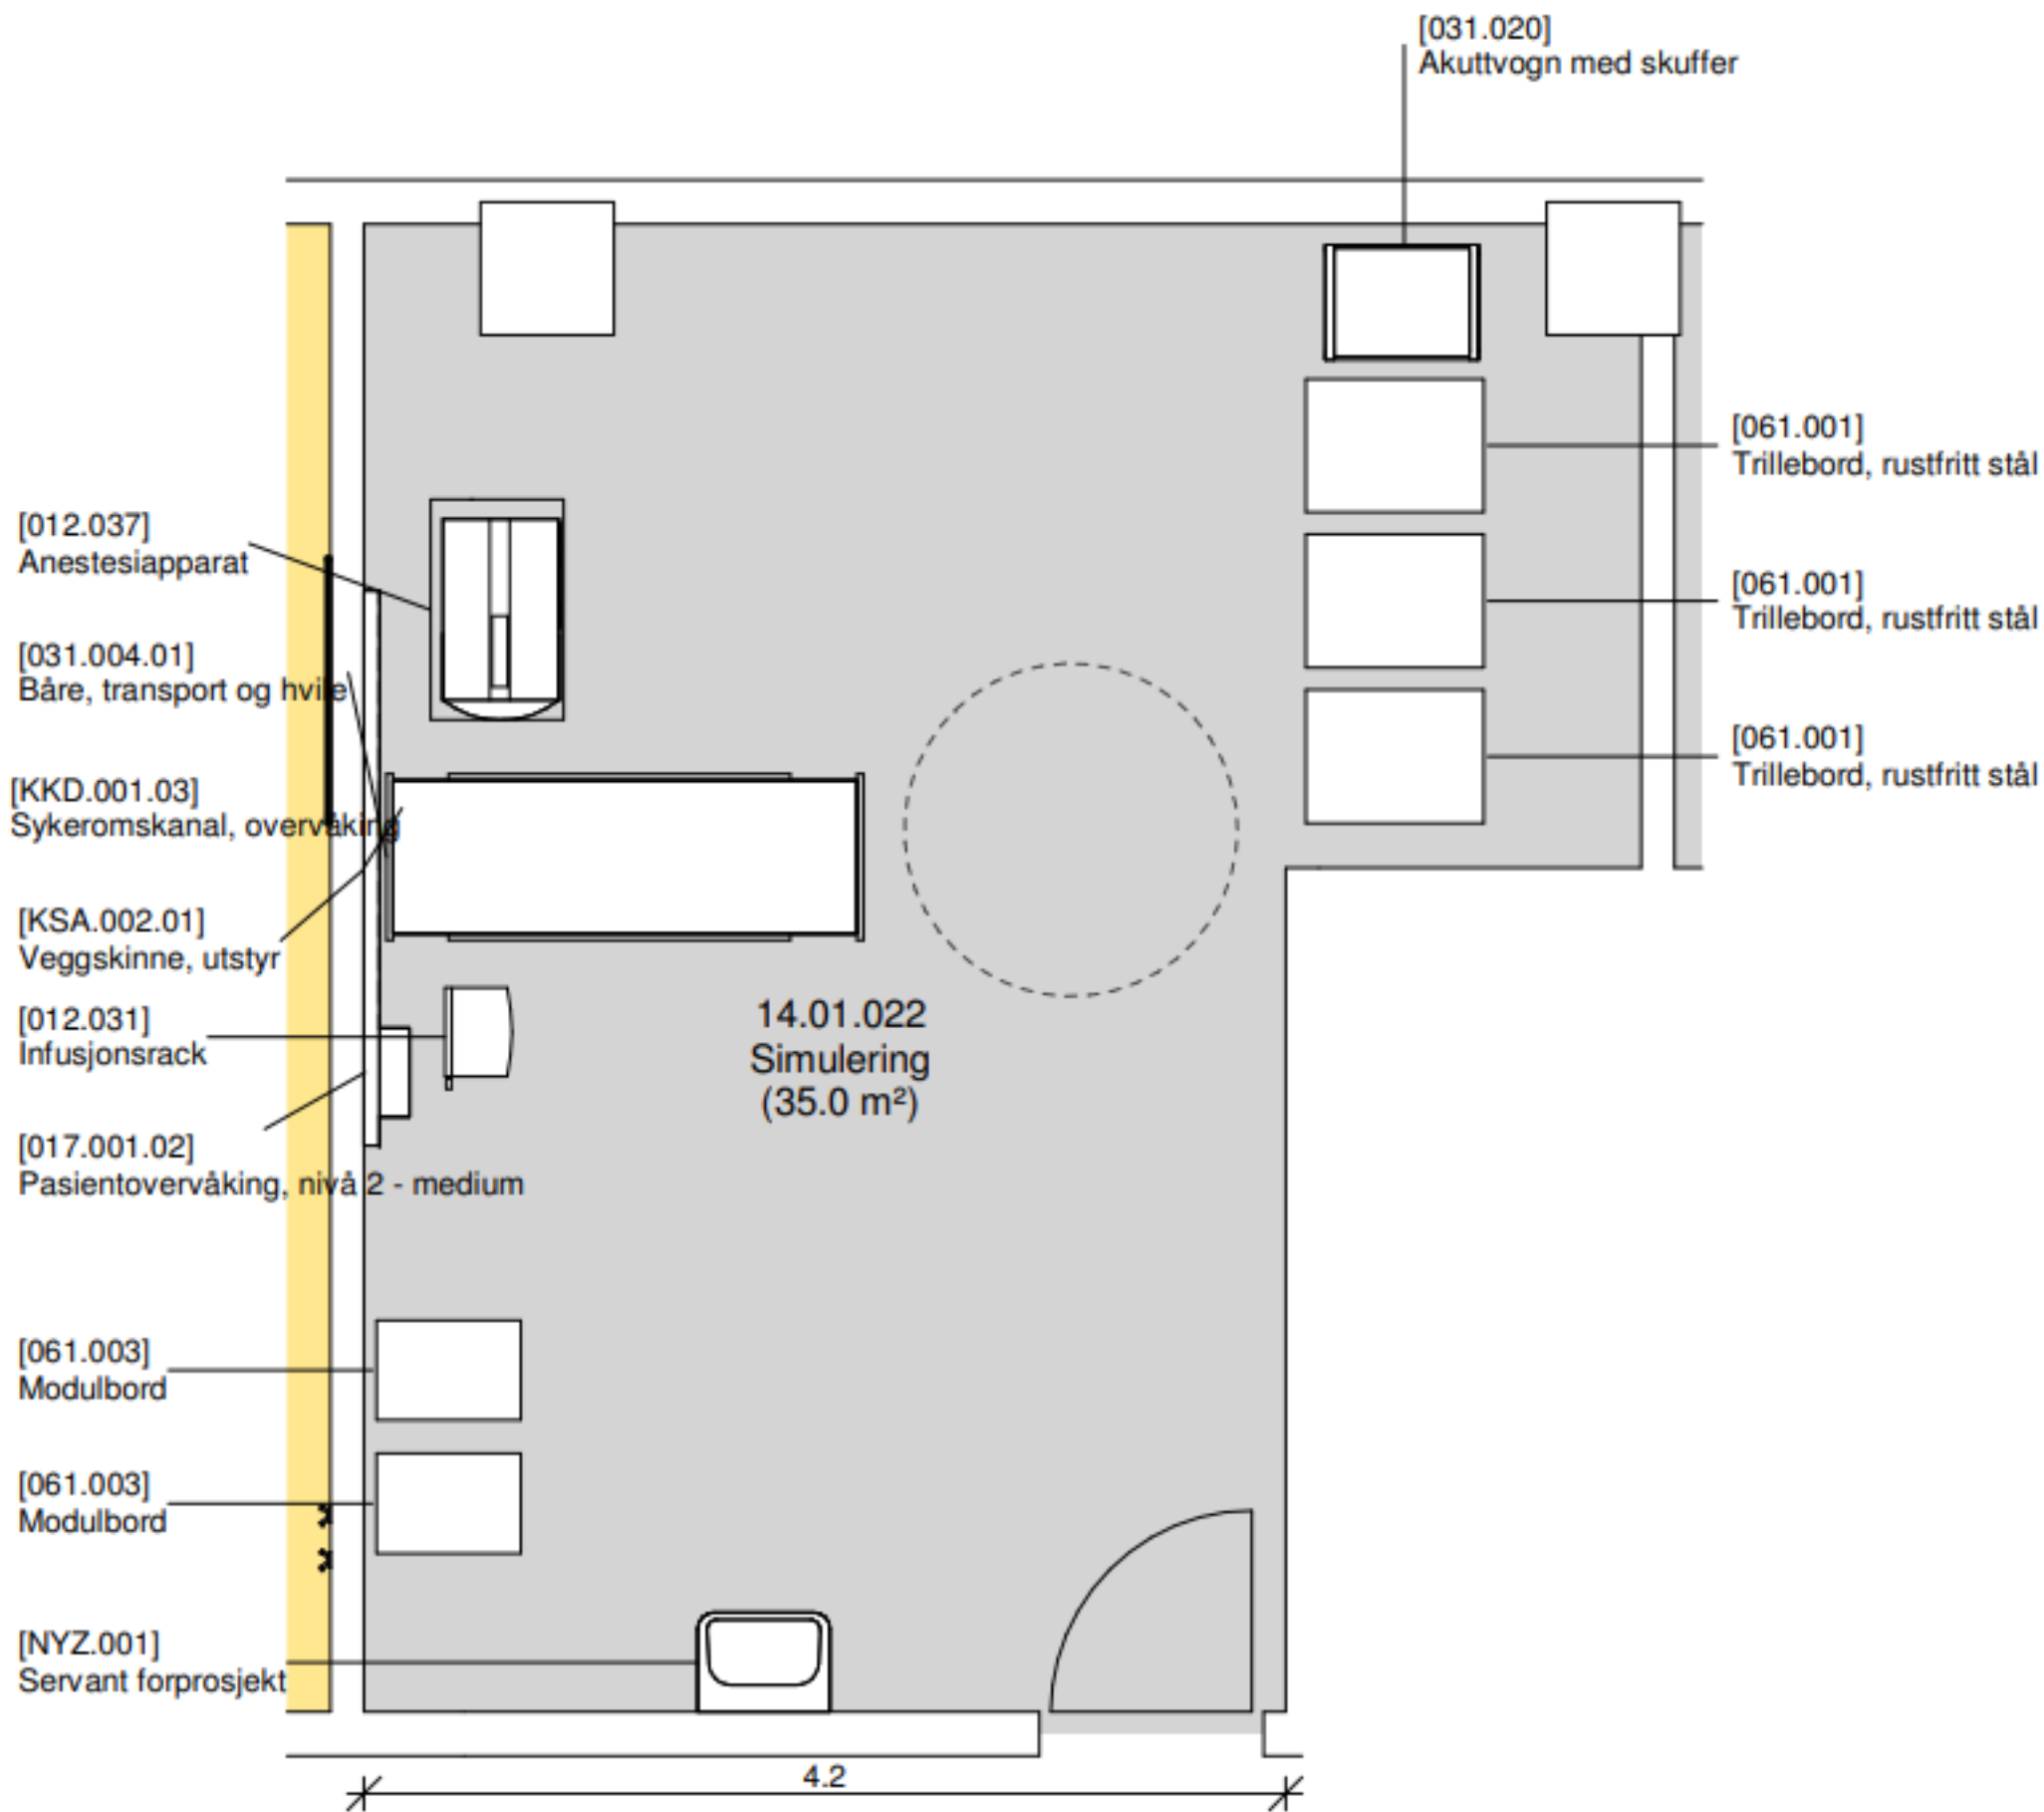 [031.020]
Akuttvogn med skuffer
[061.001]
Trillebord, rustfritt stål
[012.037]
Anestesiapparat
[061.001]
Trillebord, rustfritt stål
[031.004.01]
Båre, transport og hvile
[061.001]
Trillebord, rustfritt stål
[KKD.001.03]
Sykeromskanal, overvåking
[KSA.002.01]
Veggskinne, utstyr
[012.031]
Infusjonsrack
14.01.022
Simulering
(35.0 m²)
[017.001.02]
Pasientovervåking, nivå 2 - medium
[061.003]
Modulbord
[061.003]
Modulbord
[NYZ.001]
Servant forprosjekt
4.2